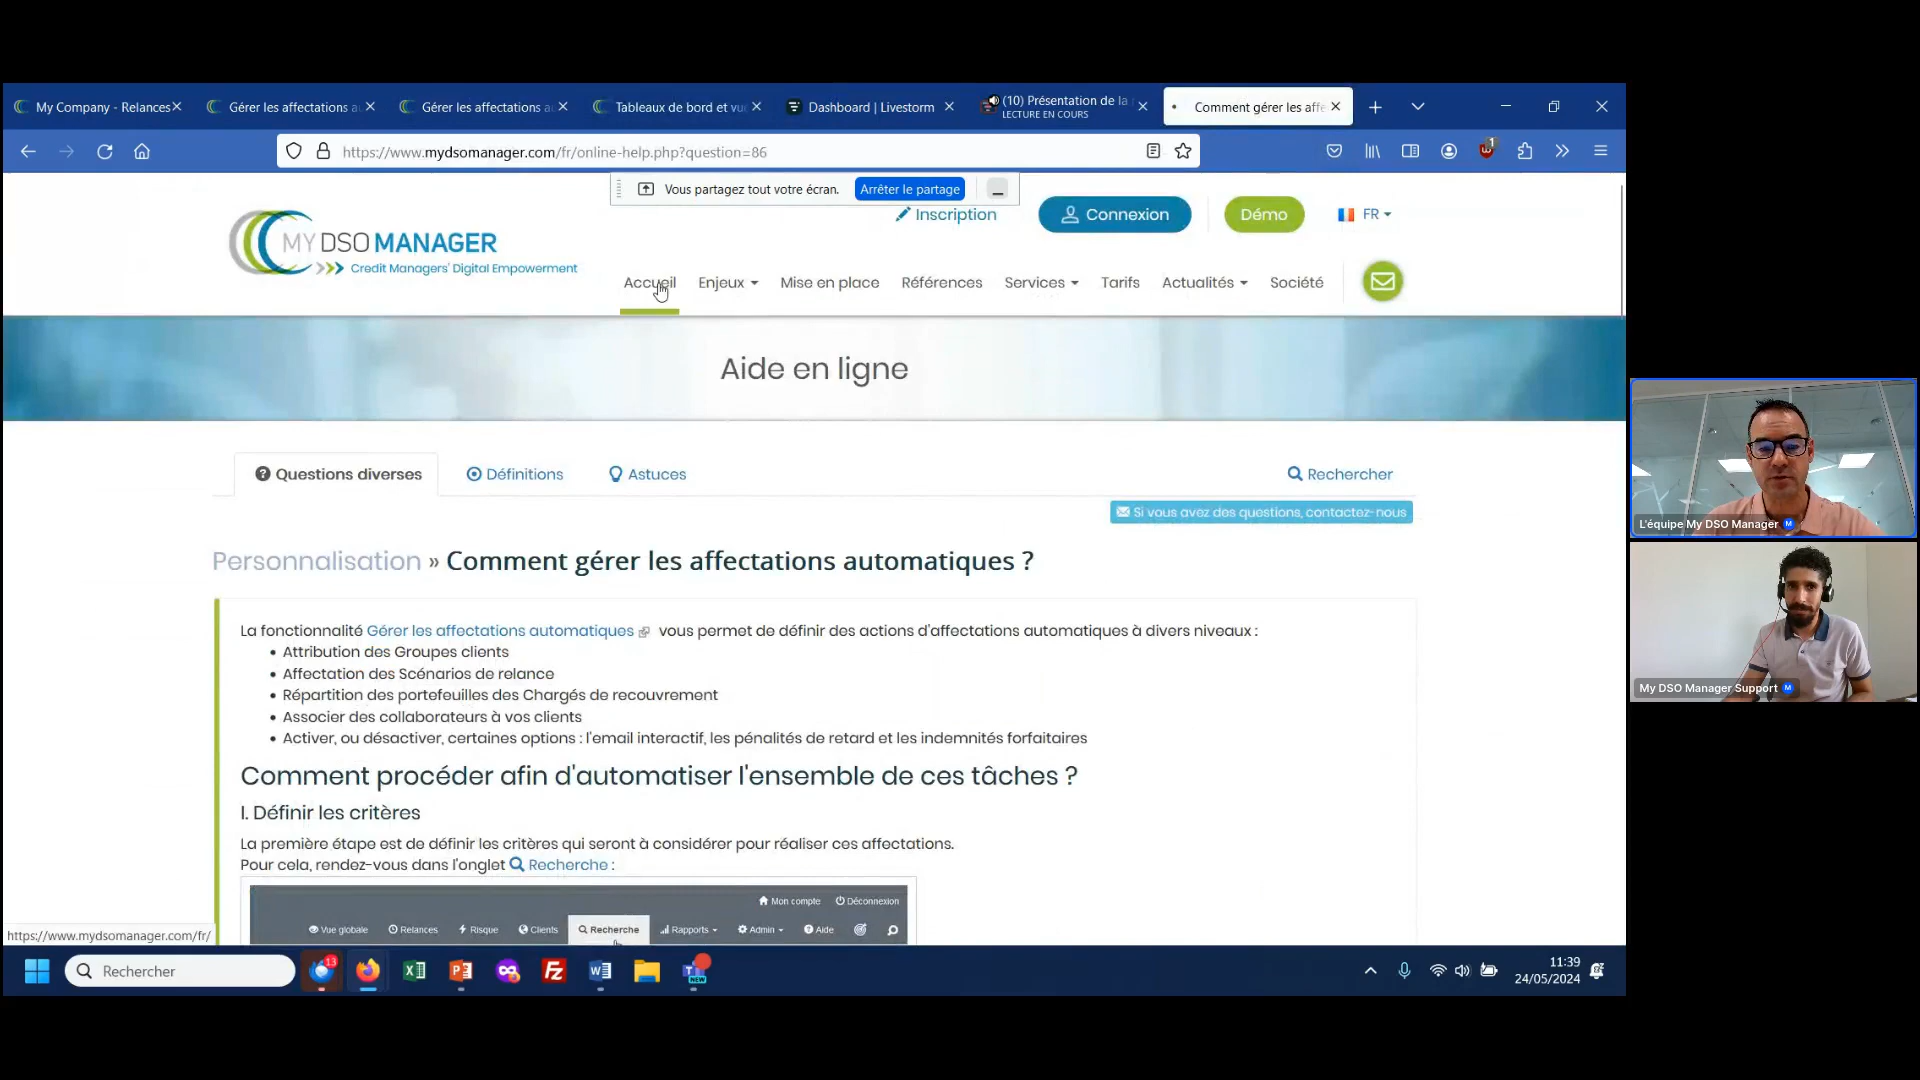 My Company - Relances
Gérer les affectations a
Gérer les affectations a
Tableaux de bord et vu
Dashboard | Livestorm
(10) Présentation de la
LECTURE EN COURS
Comment gérer les affe
https://www.mydsomanager.com/fr/online-help.php?question=86
1
Vous partagez tout votre écran.
Arrêter le partage
Inscription
Connexion
Démo
FR
MY DSO MANAGER
Credit Managers' Digital Empowerment
Accueil
Enjeux
Mise en place
Références
Services
Tarifs
Actualités
Société
Aide en ligne
Questions diverses
Définitions
Astuces
Rechercher
Si vous avez des questions, contactez-nous
Personnalisation » Comment gérer les affectations automatiques ?
La fonctionnalité Gérer les affectations automatiques vous permet de définir des actions d'affectations automatiques à divers niveaux :
• Attribution des Groupes clients
• Affectation des Scénarios de relance
• Répartition des portefeuilles des Chargés de recouvrement
• Associer des collaborateurs à vos clients
• Activer, ou désactiver, certaines options : l'email interactif, les pénalités de retard et les indemnités forfaitaires
Comment procéder afin d'automatiser l'ensemble de ces tâches ?
I. Définir les critères
La première étape est de définir les critères qui seront à considérer pour réaliser ces affectations.
Pour cela, rendez-vous dans l'onglet Recherche :
Mon compte
Déconnexion
Vue globale
Relances
Risque
Clients
Recherche
Rapports
Admin
Aide
https://www.mydsomanager.com/fr/
Rechercher
13
NEW
11:39
24/05/2024
L'équipe My DSO Manager
M
My DSO Manager Support
M